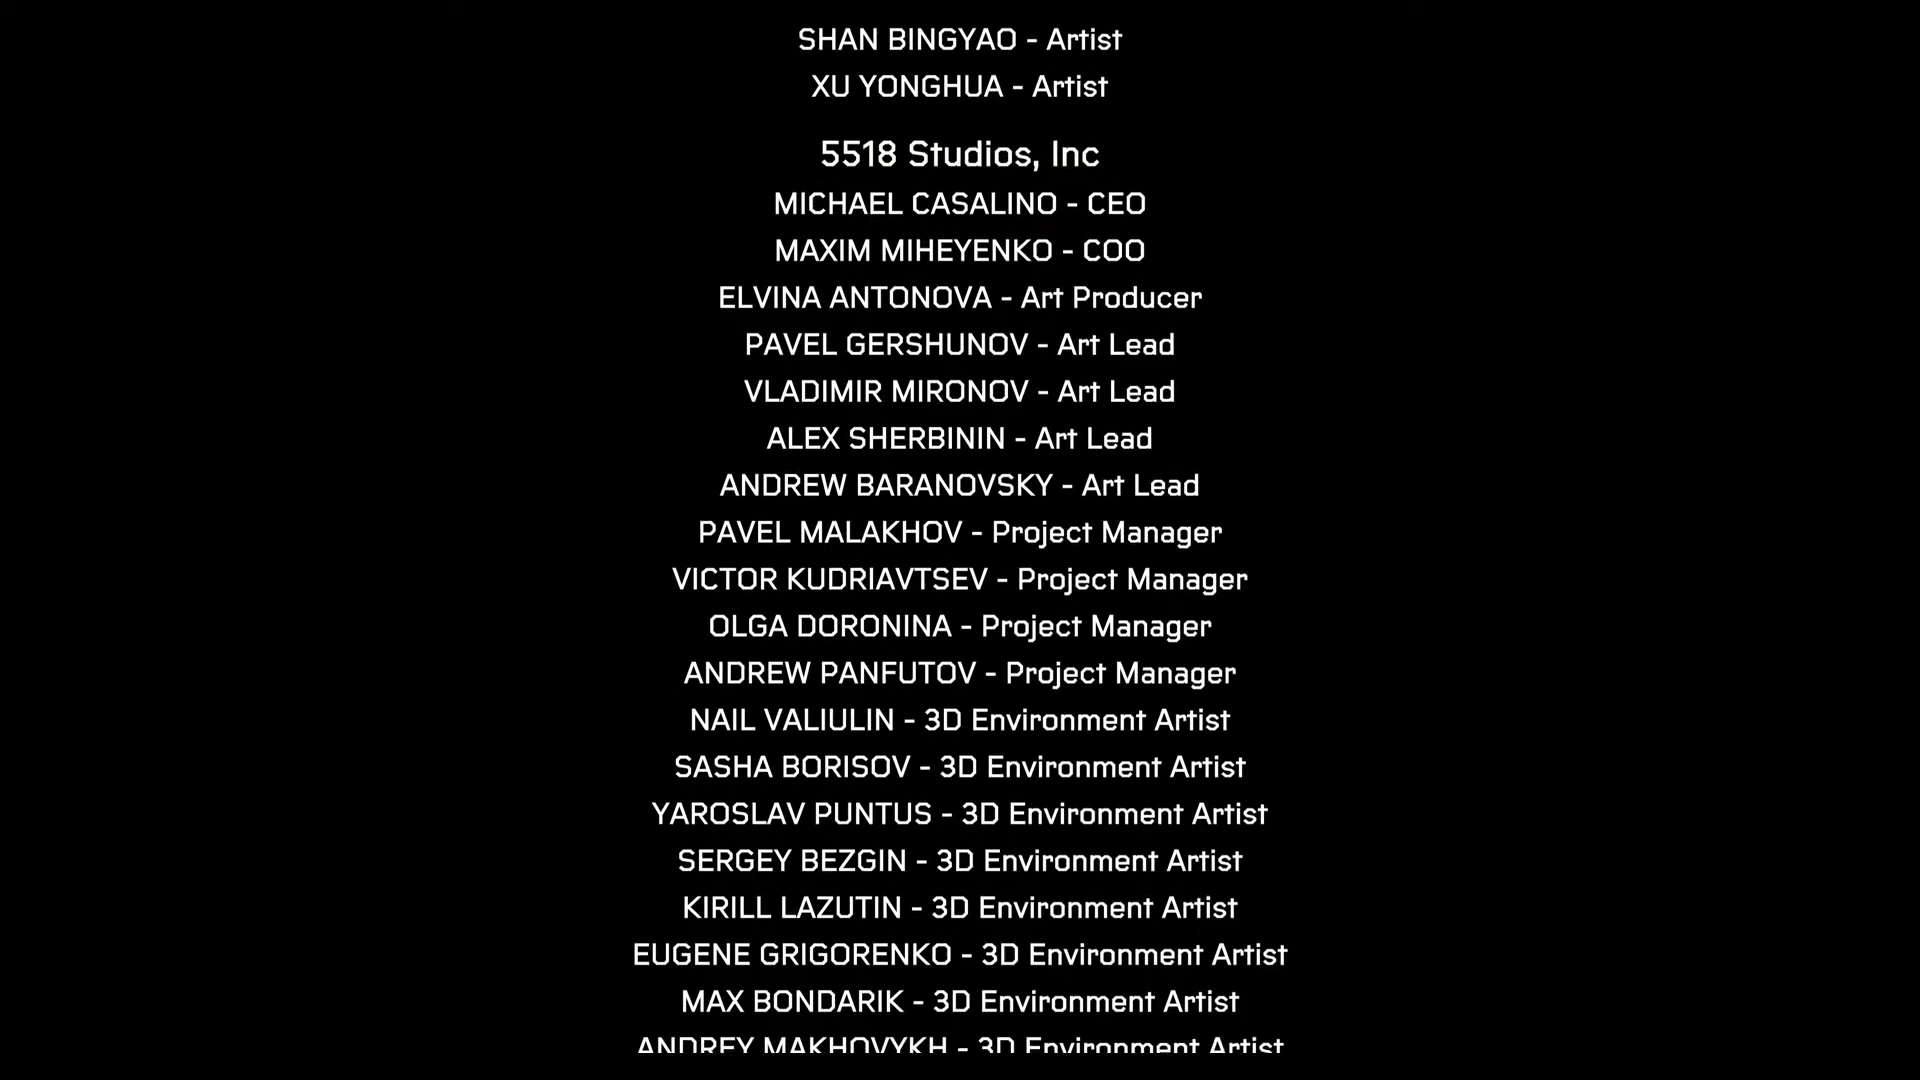 SHAN BINGYAO - Artist
XU YONGHUA - Artist
5518 Studios, Inc
MICHAEL CASALINO - CEO
MAXIM MIHEYENKO - COO
ELVINA ANTONOVA - Art Producer
PAVEL GERSHUNOV - Art Lead
VLADIMIR MIRONOV - Art Lead
ALEX SHERBININ - Art Lead
ANDREW BARANOVSKY - Art Lead
PAVEL MALAKHOV - Project Manager
VICTOR KUDRIAVTSEV - Project Manager
OLGA DORONINA - Project Manager
ANDREW PANFUTOV - Project Manager
NAIL VALIULIN - 3D Environment Artist
SASHA BORISOV - 3D Environment Artist
YAROSLAV PUNTUS - 3D Environment Artist
SERGEY BEZGIN - 3D Environment Artist
KIRILL LAZUTIN - 3D Environment Artist
EUGENE GRIGORENKO - 3D Environment Artist
MAX BONDARIK - 3D Environment Artist
ANDREY MAKHOVYKH - 3D Environment Artist